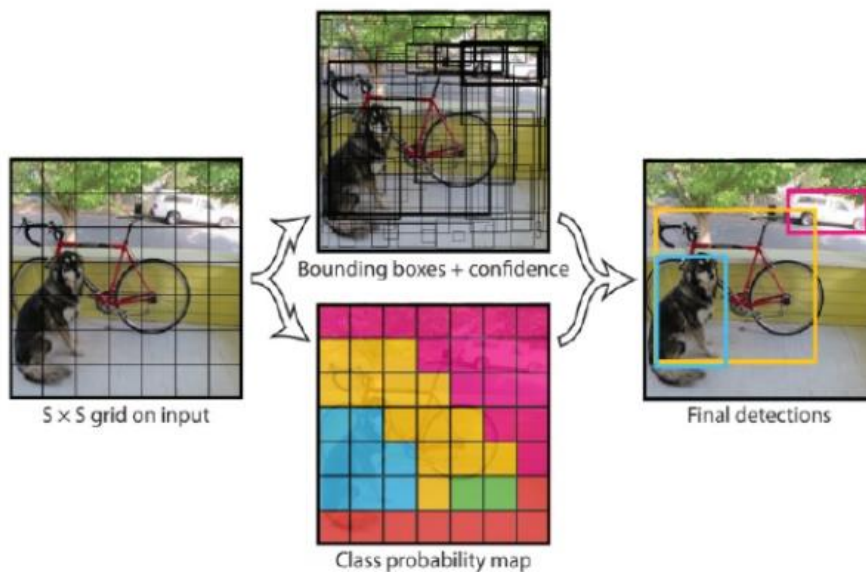 S × S grid on input
Bounding boxes + confidence
Class probability map
Final detections